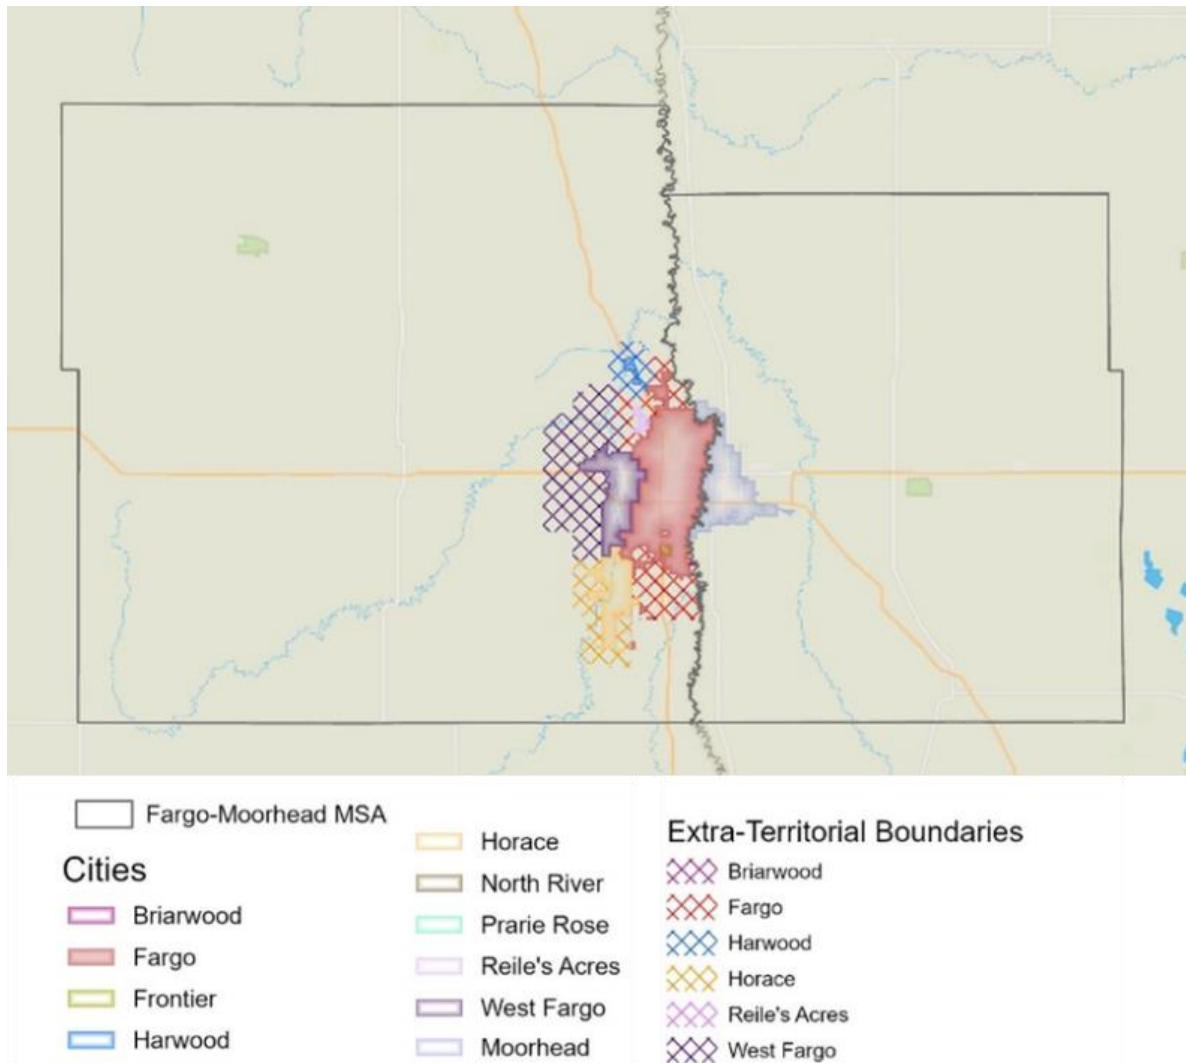 Fargo-Moorhead MSA
Cities
Briarwood
Fargo
Frontier
Harwood
Horace
North River
Prarie Rose
Reile's Acres
West Fargo
Moorhead
Extra-Territorial Boundaries
Briarwood
Fargo
Harwood
Horace
Reile's Acres
West Fargo